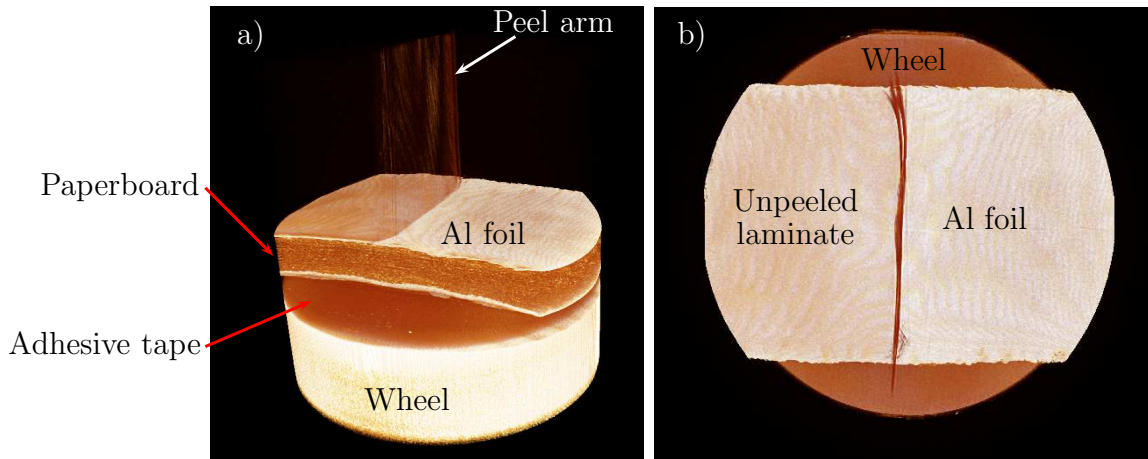 a)
Peel arm
Paperboard
Al foil
Adhesive tape
Wheel
b)
Wheel
Unpeeled
laminate
Al foil